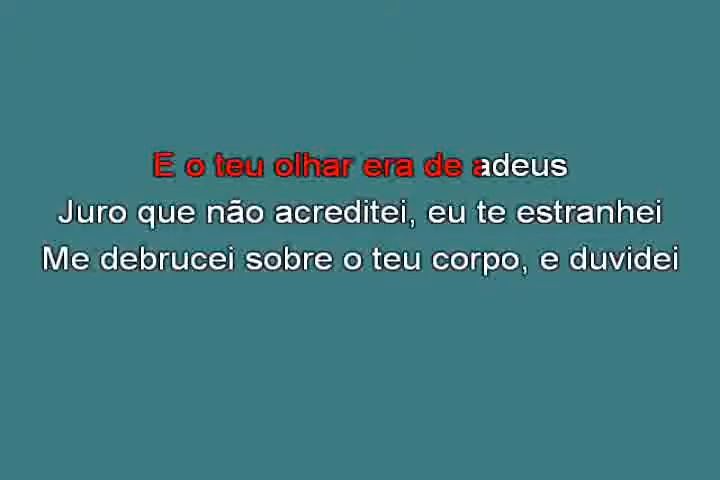 E o teu olhar era de adeus
Juro que não acreditei, eu te estranhei
Me debrucei sobre o teu corpo, e duvidei